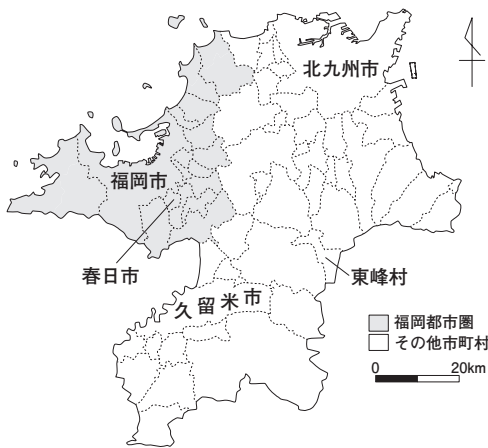 北九州市
福岡市
春日市
東峰村
久留米市
福岡都市圏
その他市町村
0 20km